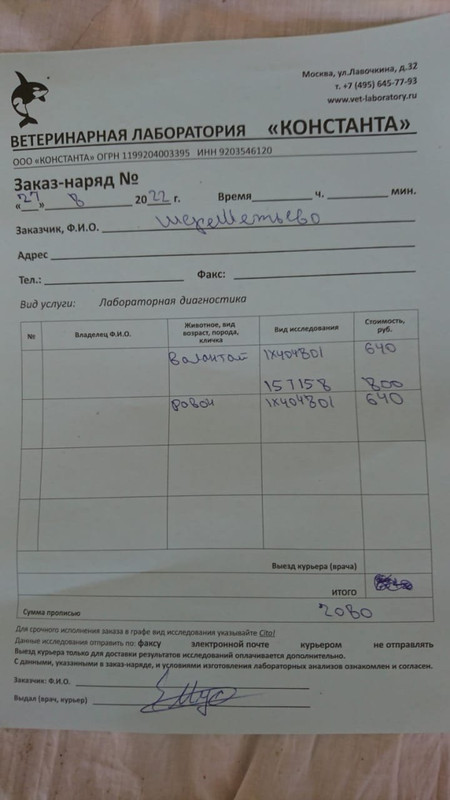 Москва, ул.Лавочкина, д.32
т. +7 (495) 645-77-93
www.vet-laboratory.ru
ВЕТЕРИНАРНАЯ ЛАБОРАТОРИЯ «КОНСТАНТА»
ООО «КОНСТАНТА» ОГРН 1199204003395 ИНН 9203546120
Заказ-наряд №
«27» 8 2022 г. Время ч. мин.
Заказчик, Ф.И.О. Шереметьево
Адрес
Тел.: Факс:
Вид услуги: Лабораторная диагностика
№ Владелец Ф.И.О. Животное, вид возраст, порода, кличка Вид исследования Стоимость, руб.
1X404801 640
157158 800
1X404801 640
Выезд курьера (врача)
ИТОГО
Сумма прописью 2080
Для срочного исполнения заказа в графе вид исследования указывайте Cito!
Данные исследования отправить по: факсу электронной почте курьером не отправлять
Выезд курьера только для доставки результатов исследований оплачивается дополнительно.
С данными, указанными в заказ-наряде, и условиями изготовления лабораторных анализов ознакомлен и согласен.
Заказчик: Ф.И.О.
Выдал (врач, курьер)